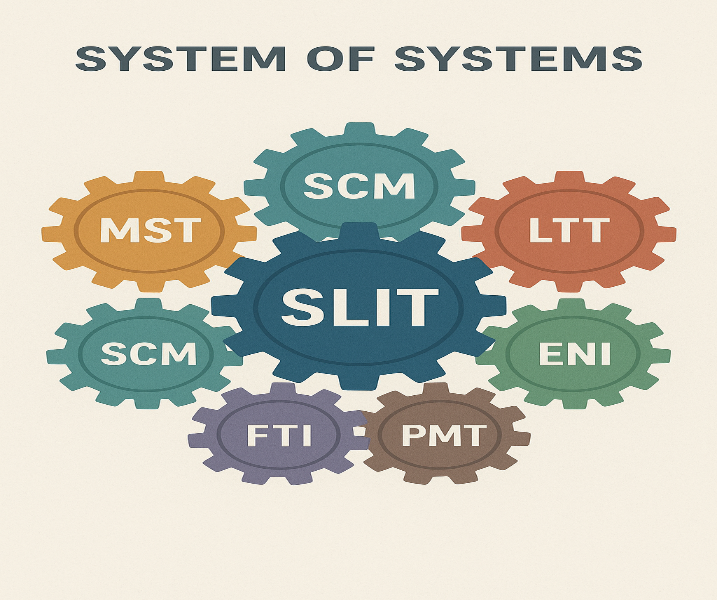 SYSTEM OF SYSTEMS
SCM
MST
LTT
SLIT
SCM
ENI
FTI
PMT